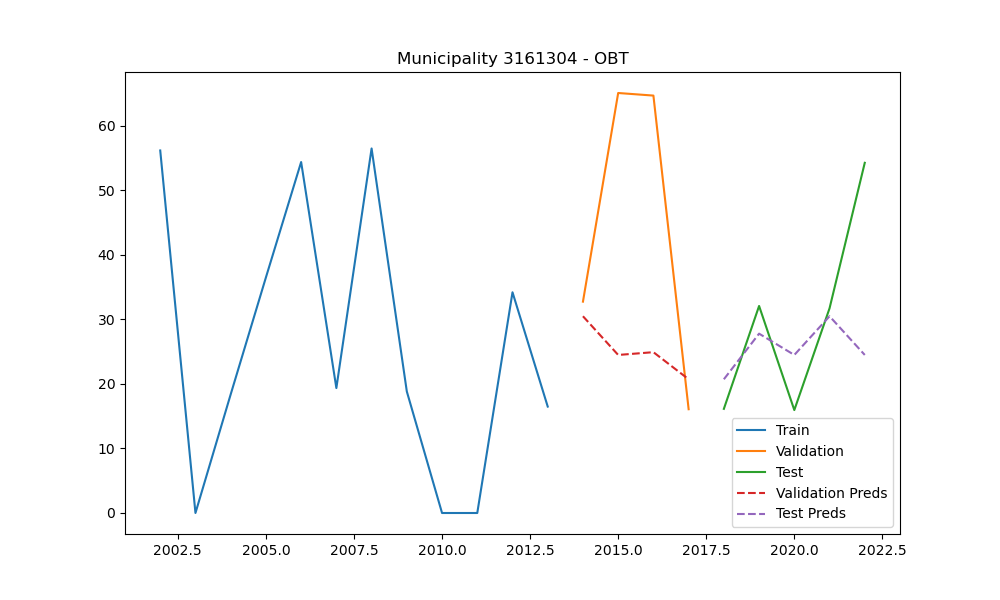 Municipality 3161304 - OBT
60
50
40
30
20
10
0
2002.5 2005.0 2007.5 2010.0 2012.5 2015.0 2017.5 2020.0 2022.5
Train
Validation
Test
Validation Preds
Test Preds